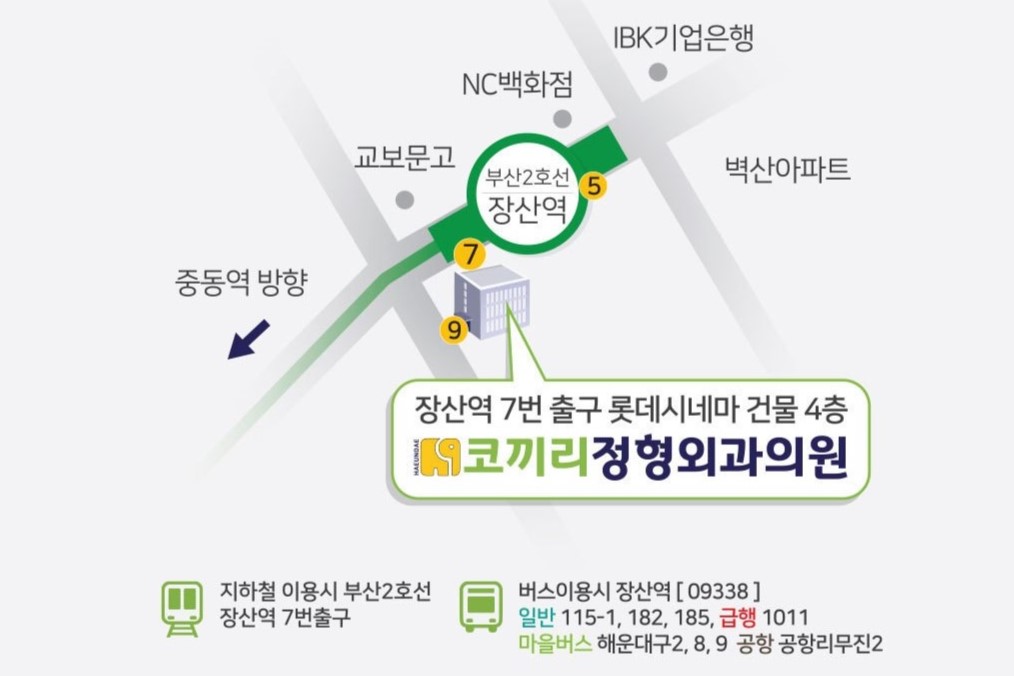 IBK기업은행
NC백화점
교보문고
부산2호선
장산역
5
벽산아파트
7
중동역 방향
9
장산역 7번 출구 롯데시네마 건물 4층
HAEUNDAE 코끼리정형외과의원
지하철 이용시 부산2호선
장산역 7번출구
버스이용시 장산역 [ 09338 ]
일반 115-1, 182, 185, 급행 1011
마을버스 해운대구2, 8, 9 공항 공항리무진2